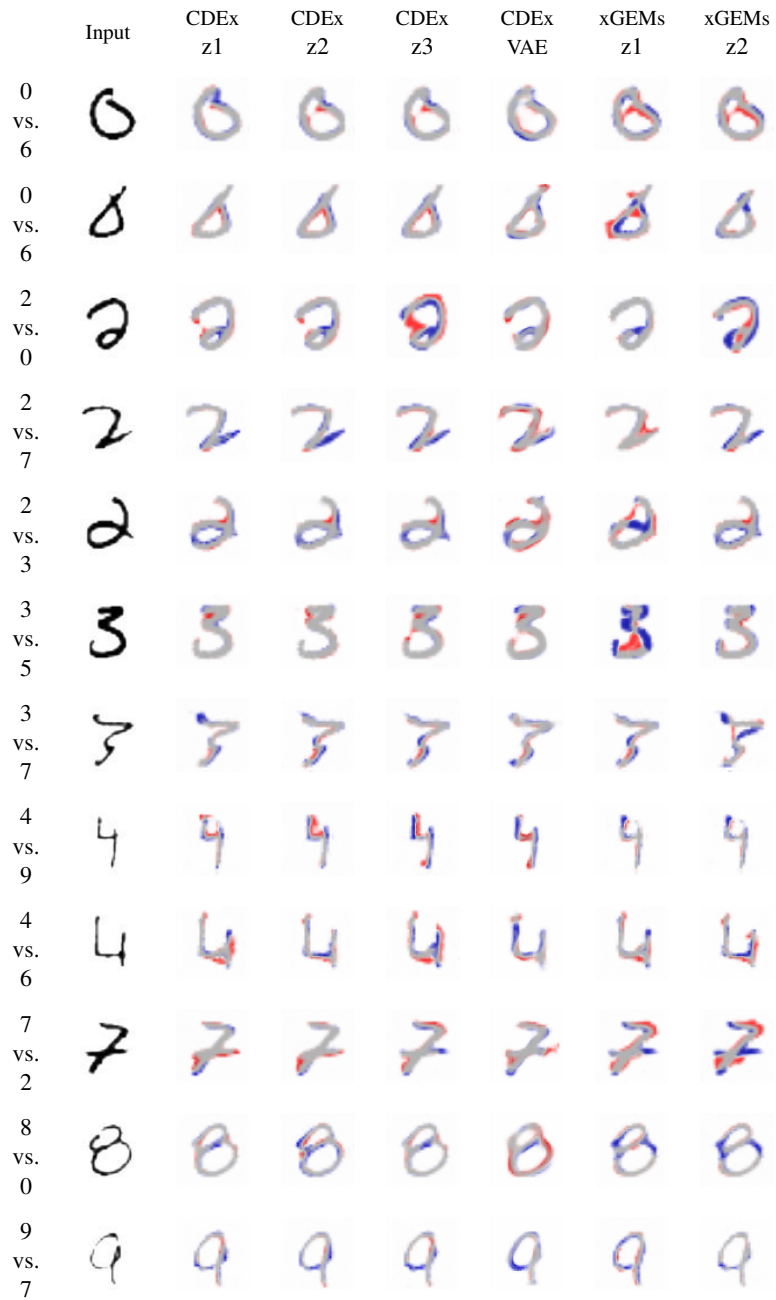 Input CDEx z1 CDEx z2 CDEx z3 CDEx VAE xGEMs z1 xGEMs z2
0 vs. 6
0 vs. 6
2 vs. 0
2 vs. 7
2 vs. 3
3 vs. 5
3 vs. 7
4 vs. 9
4 vs. 6
7 vs. 2
8 vs. 0
9 vs. 7